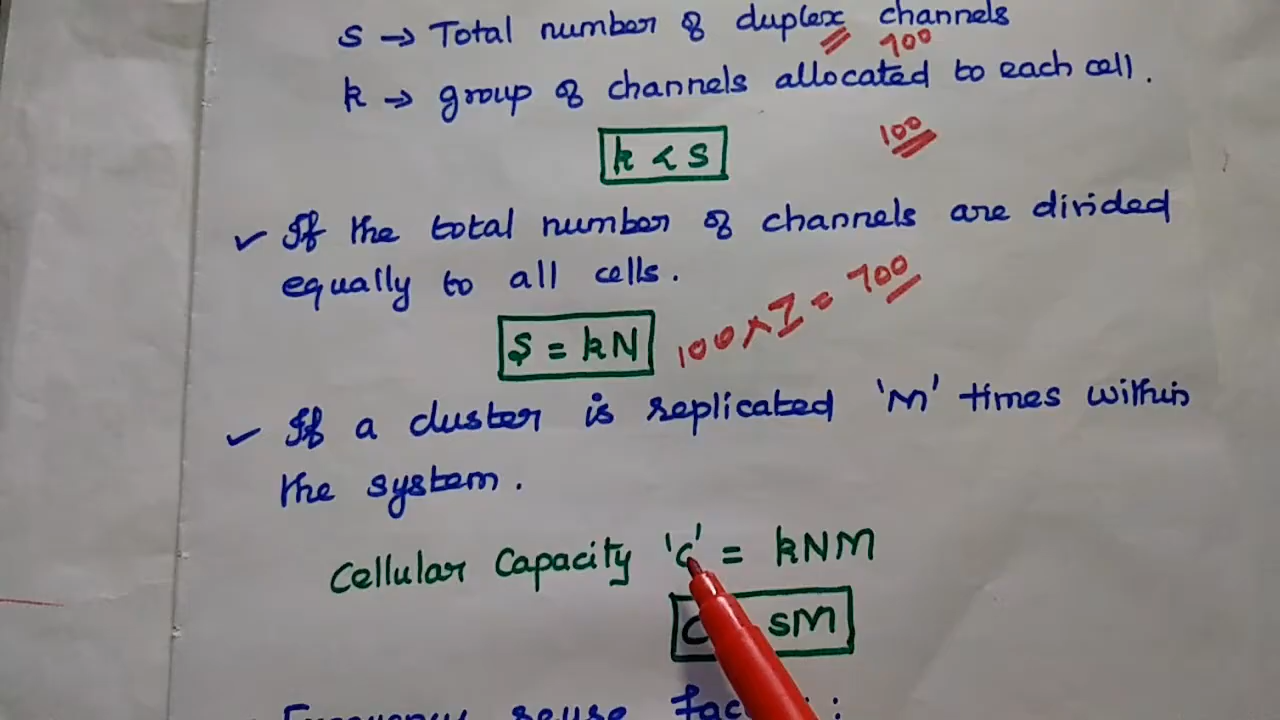 s → Total number of duplex channels
700
k → group of channels allocated to each cell.
100
k < s
✓ If the total number of channels are divided
equally to all cells.
S = kN
100 × 7 = 700
✓ If a cluster is replicated 'M' times within
the system.
Cellular Capacity 'C' = kNM
C sM
Frequency reuse